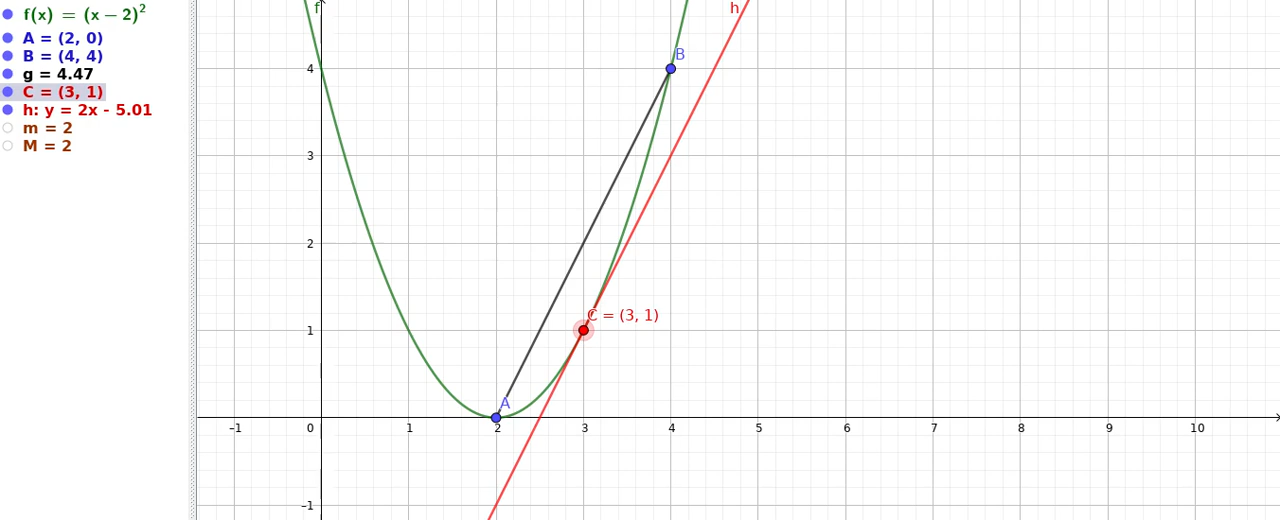 f(x) = (x − 2)²
A = (2, 0)
B = (4, 4)
g = 4.47
C = (3, 1)
h: y = 2x - 5.01
m = 2
M = 2
f
h
B
4
3
2
C = (3, 1)
1
A
–1
0
1
2
3
4
5
6
7
8
9
10
–1